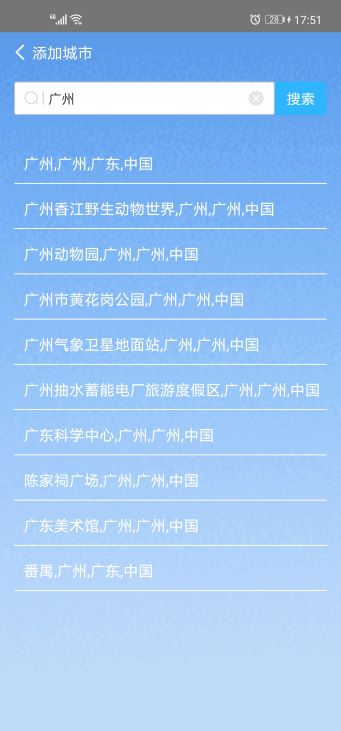 46
28
17:51
添加城市
广州
搜索
广州,广州,广东,中国
广州香江野生动物世界,广州,广州,中国
广州动物园,广州,广州,中国
广州市黄花岗公园,广州,广州,中国
广州气象卫星地面站,广州,广州,中国
广州抽水蓄能电厂旅游度假区,广州,广州,中国
广东科学中心,广州,广州,中国
陈家祠广场,广州,广州,中国
广东美术馆,广州,广州,中国
番禺,广州,广东,中国